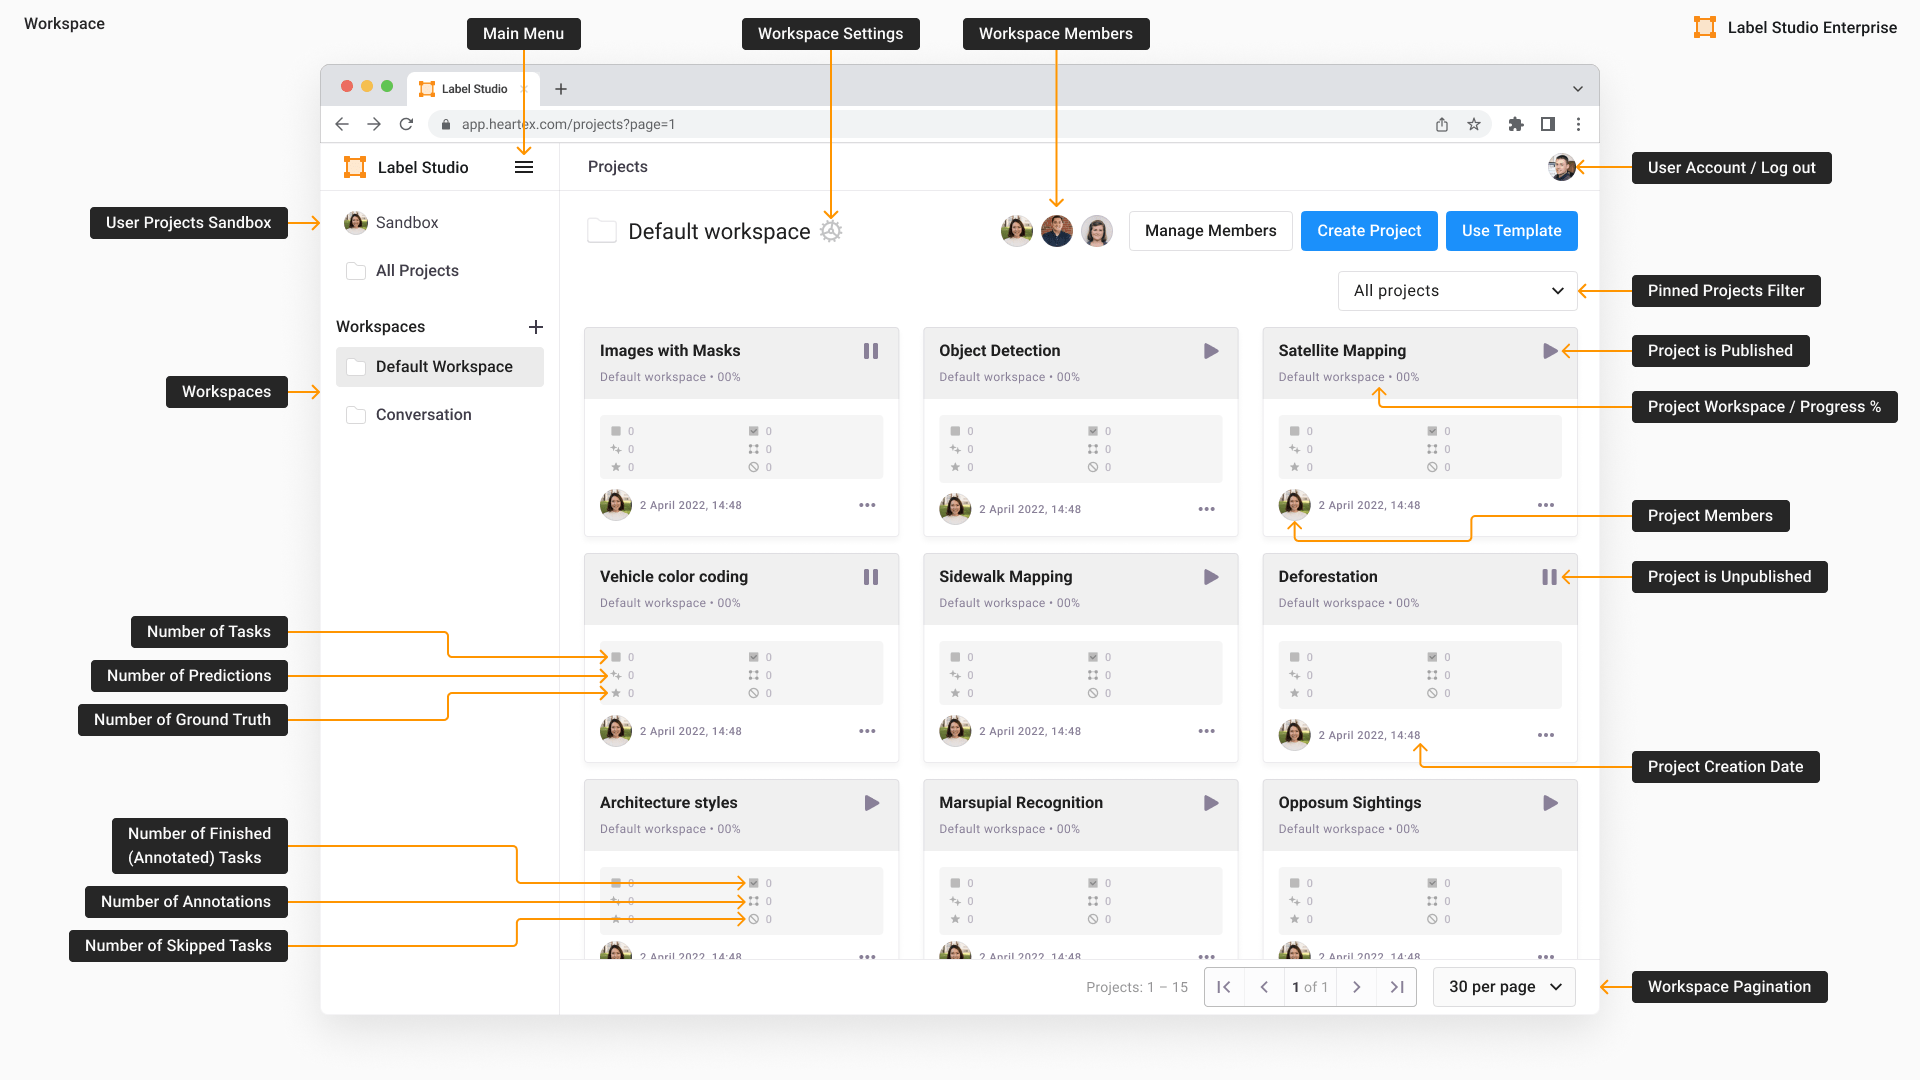 Workspace
Main Menu
Workspace Settings
Workspace Members
Label Studio Enterprise
Label Studio
app.heartex.com/projects?page=1
Label Studio
Projects
User Account / Log out
User Projects Sandbox
Sandbox
Default workspace
Manage Members
Create Project
Use Template
All Projects
All projects
Pinned Projects Filter
Workspaces
Default Workspace
Workspaces
Conversation
Images with Masks
Default workspace • 00%
0
0
0
0
0
0
2 April 2022, 14:48
Object Detection
Default workspace • 00%
0
0
0
0
0
0
2 April 2022, 14:48
Satellite Mapping
Default workspace • 00%
0
0
0
0
0
0
2 April 2022, 14:48
Project is Published
Project Workspace / Progress %
Project Members
Vehicle color coding
Default workspace • 00%
0
0
0
0
0
0
2 April 2022, 14:48
Sidewalk Mapping
Default workspace • 00%
0
0
0
0
0
0
2 April 2022, 14:48
Deforestation
Default workspace • 00%
0
0
0
0
0
0
2 April 2022, 14:48
Project is Unpublished
Project Creation Date
Number of Tasks
Number of Predictions
Number of Ground Truth
Architecture styles
Default workspace • 00%
0
0
0
0
0
0
2 April 2022, 14:48
Marsupial Recognition
Default workspace • 00%
0
0
0
0
0
0
2 April 2022, 14:48
Opposum Sightings
Default workspace • 00%
0
0
0
0
0
0
2 April 2022, 14:48
Number of Finished
(Annotated) Tasks
Number of Annotations
Number of Skipped Tasks
Projects: 1 – 15
1 of 1
30 per page
Workspace Pagination